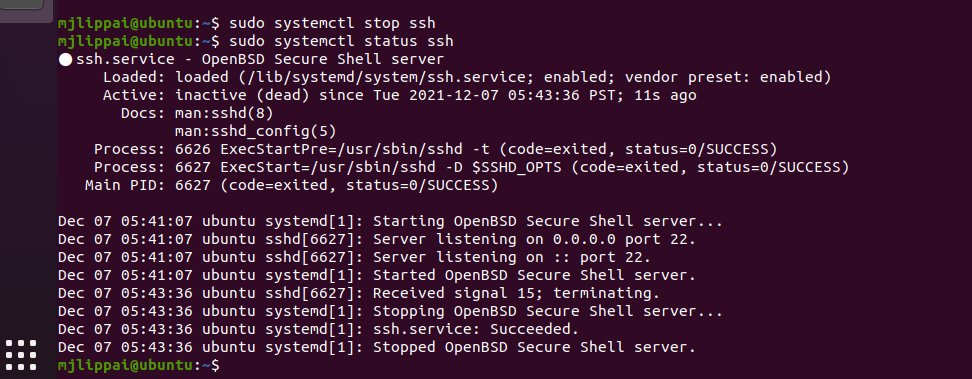 mjlippai@ubuntu:~$ sudo systemctl stop ssh
mjlippai@ubuntu:~$ sudo systemctl status ssh
● ssh.service - OpenBSD Secure Shell server
     Loaded: loaded (/lib/systemd/system/ssh.service; enabled; vendor preset: enabled)
     Active: inactive (dead) since Tue 2021-12-07 05:43:36 PST; 11s ago
       Docs: man:sshd(8)
             man:sshd_config(5)
    Process: 6626 ExecStartPre=/usr/sbin/sshd -t (code=exited, status=0/SUCCESS)
    Process: 6627 ExecStart=/usr/sbin/sshd -D $SSHD_OPTS (code=exited, status=0/SUCCESS)
   Main PID: 6627 (code=exited, status=0/SUCCESS)

Dec 07 05:41:07 ubuntu systemd[1]: Starting OpenBSD Secure Shell server...
Dec 07 05:41:07 ubuntu sshd[6627]: Server listening on 0.0.0.0 port 22.
Dec 07 05:41:07 ubuntu sshd[6627]: Server listening on :: port 22.
Dec 07 05:41:07 ubuntu systemd[1]: Started OpenBSD Secure Shell server.
Dec 07 05:43:36 ubuntu sshd[6627]: Received signal 15; terminating.
Dec 07 05:43:36 ubuntu systemd[1]: Stopping OpenBSD Secure Shell server...
Dec 07 05:43:36 ubuntu systemd[1]: ssh.service: Succeeded.
Dec 07 05:43:36 ubuntu systemd[1]: Stopped OpenBSD Secure Shell server.
mjlippai@ubuntu:~$